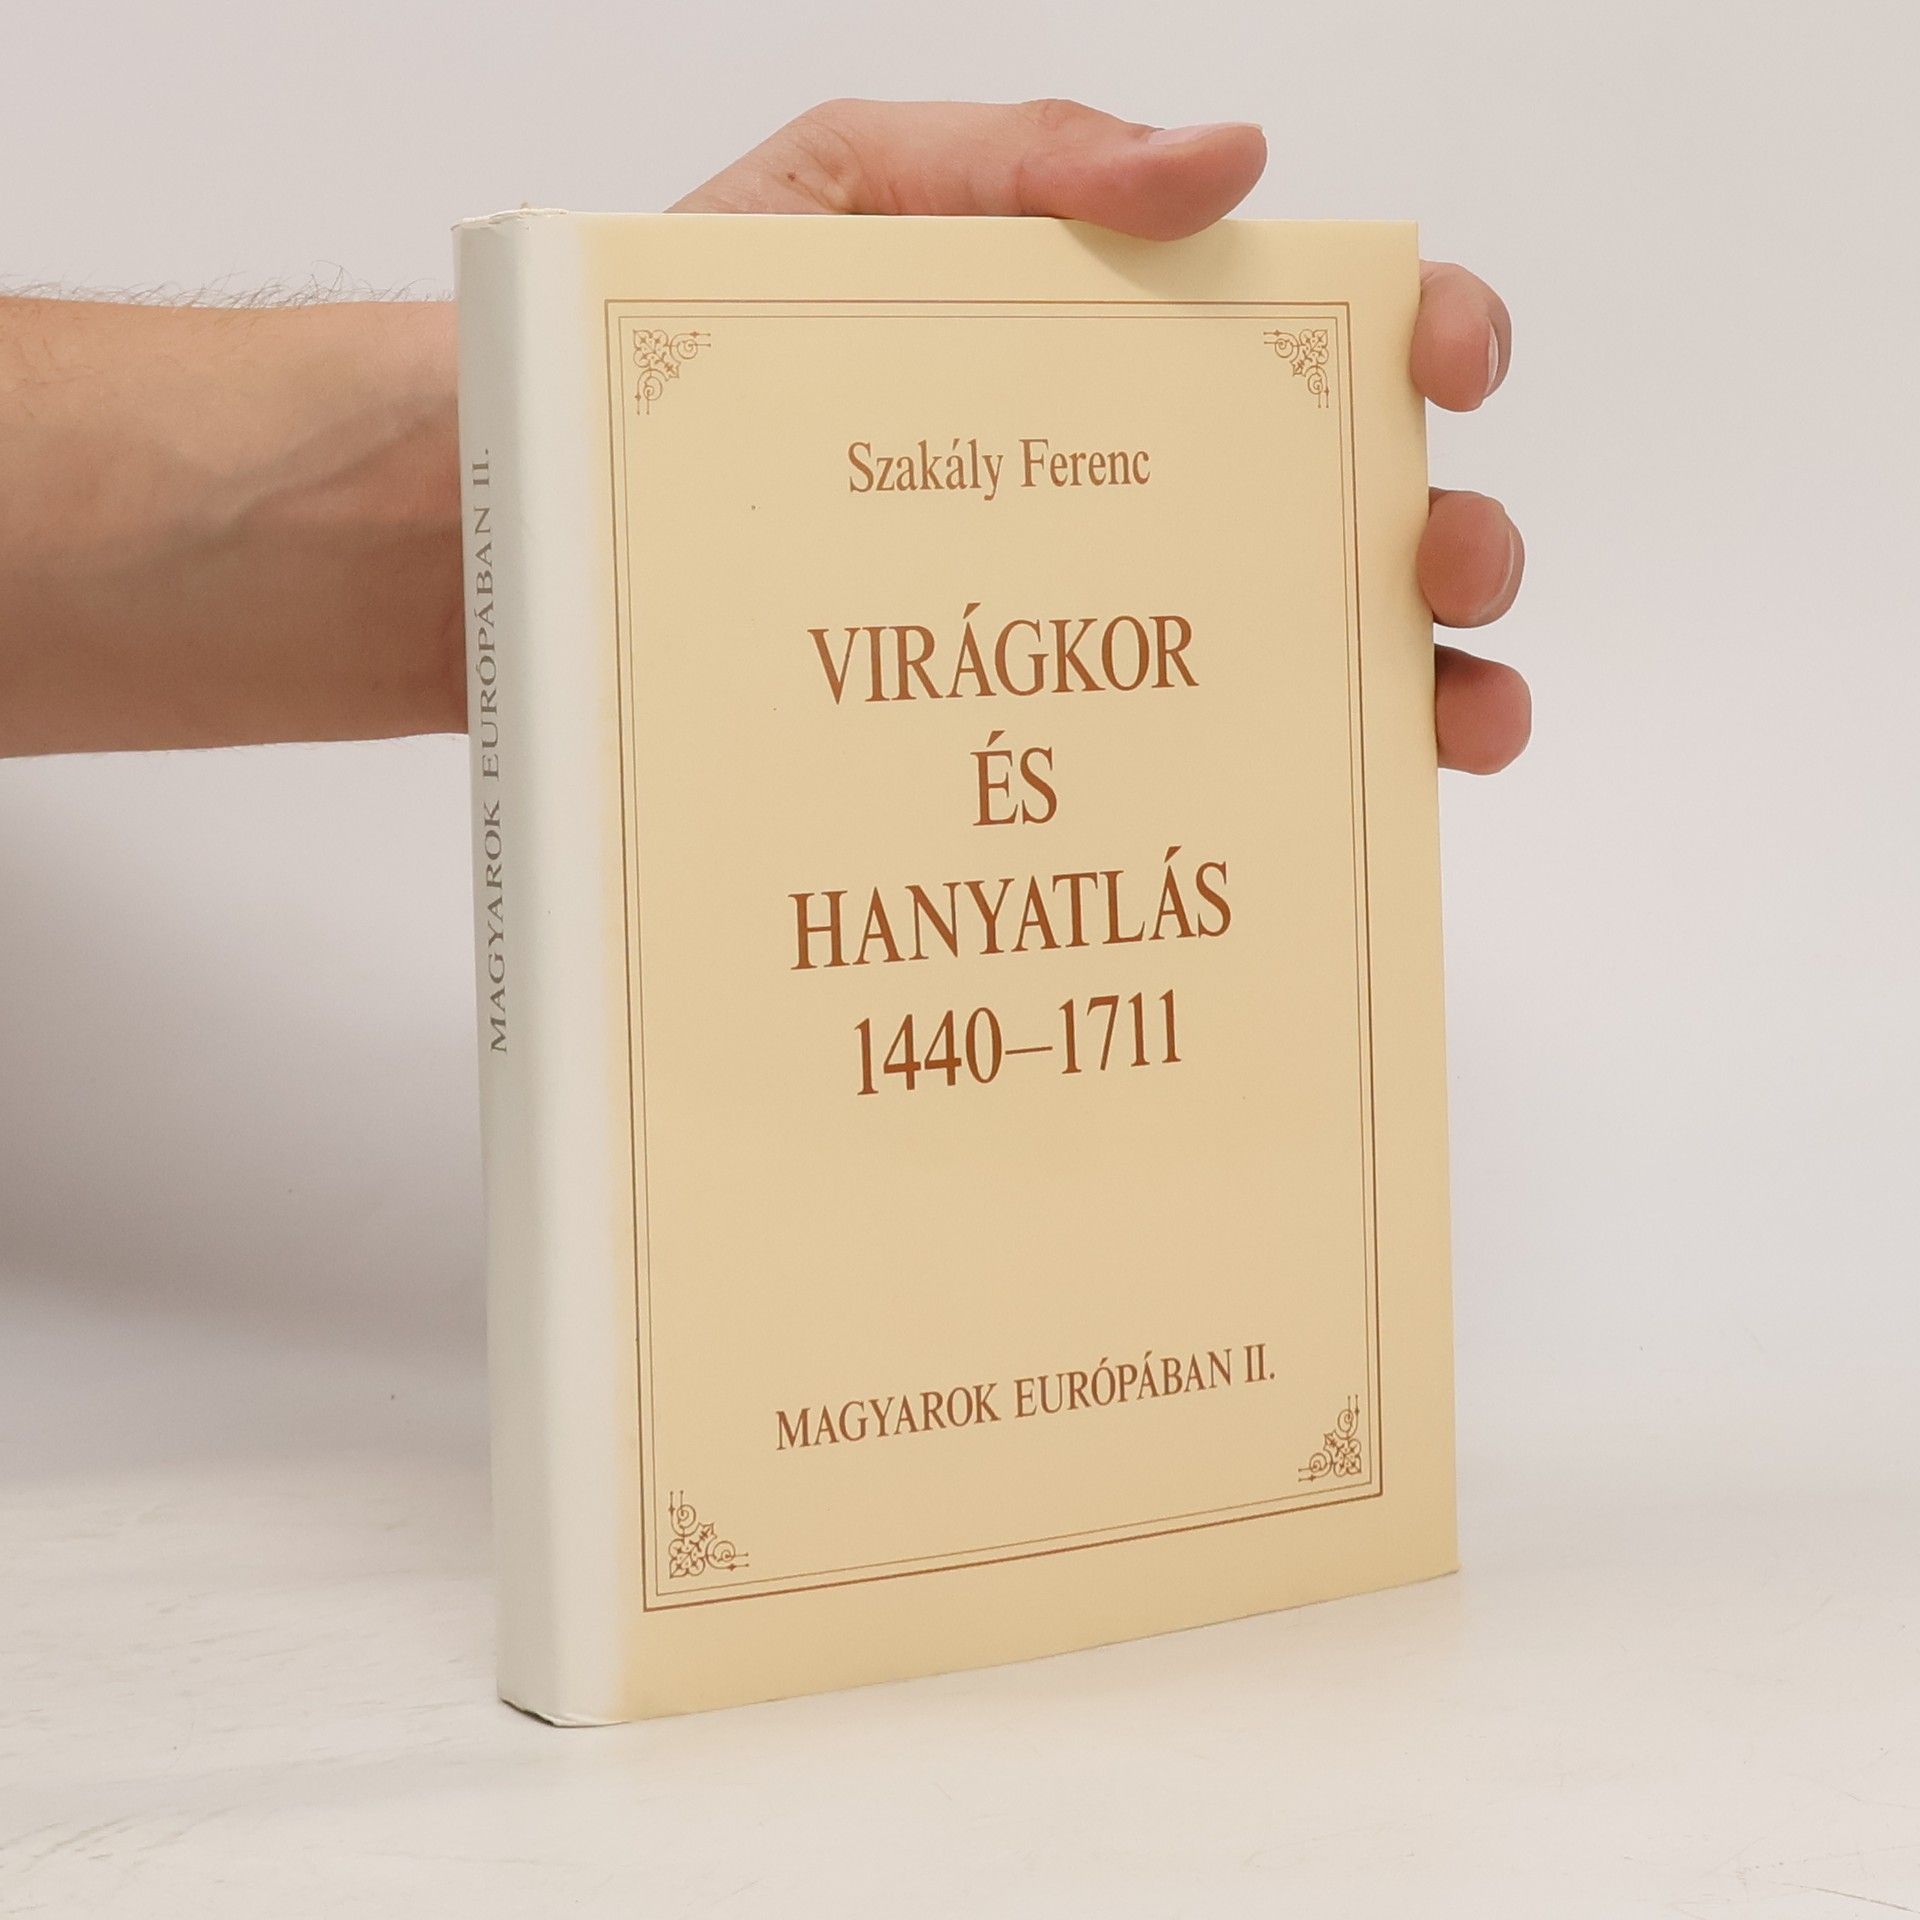 MAGYAROK EURÓPÁBAN II.
Szakály Ferenc
VIRÁGKOR
ÉS
HANYATLÁS
1440–1711
MAGYAROK EURÓPÁBAN II.